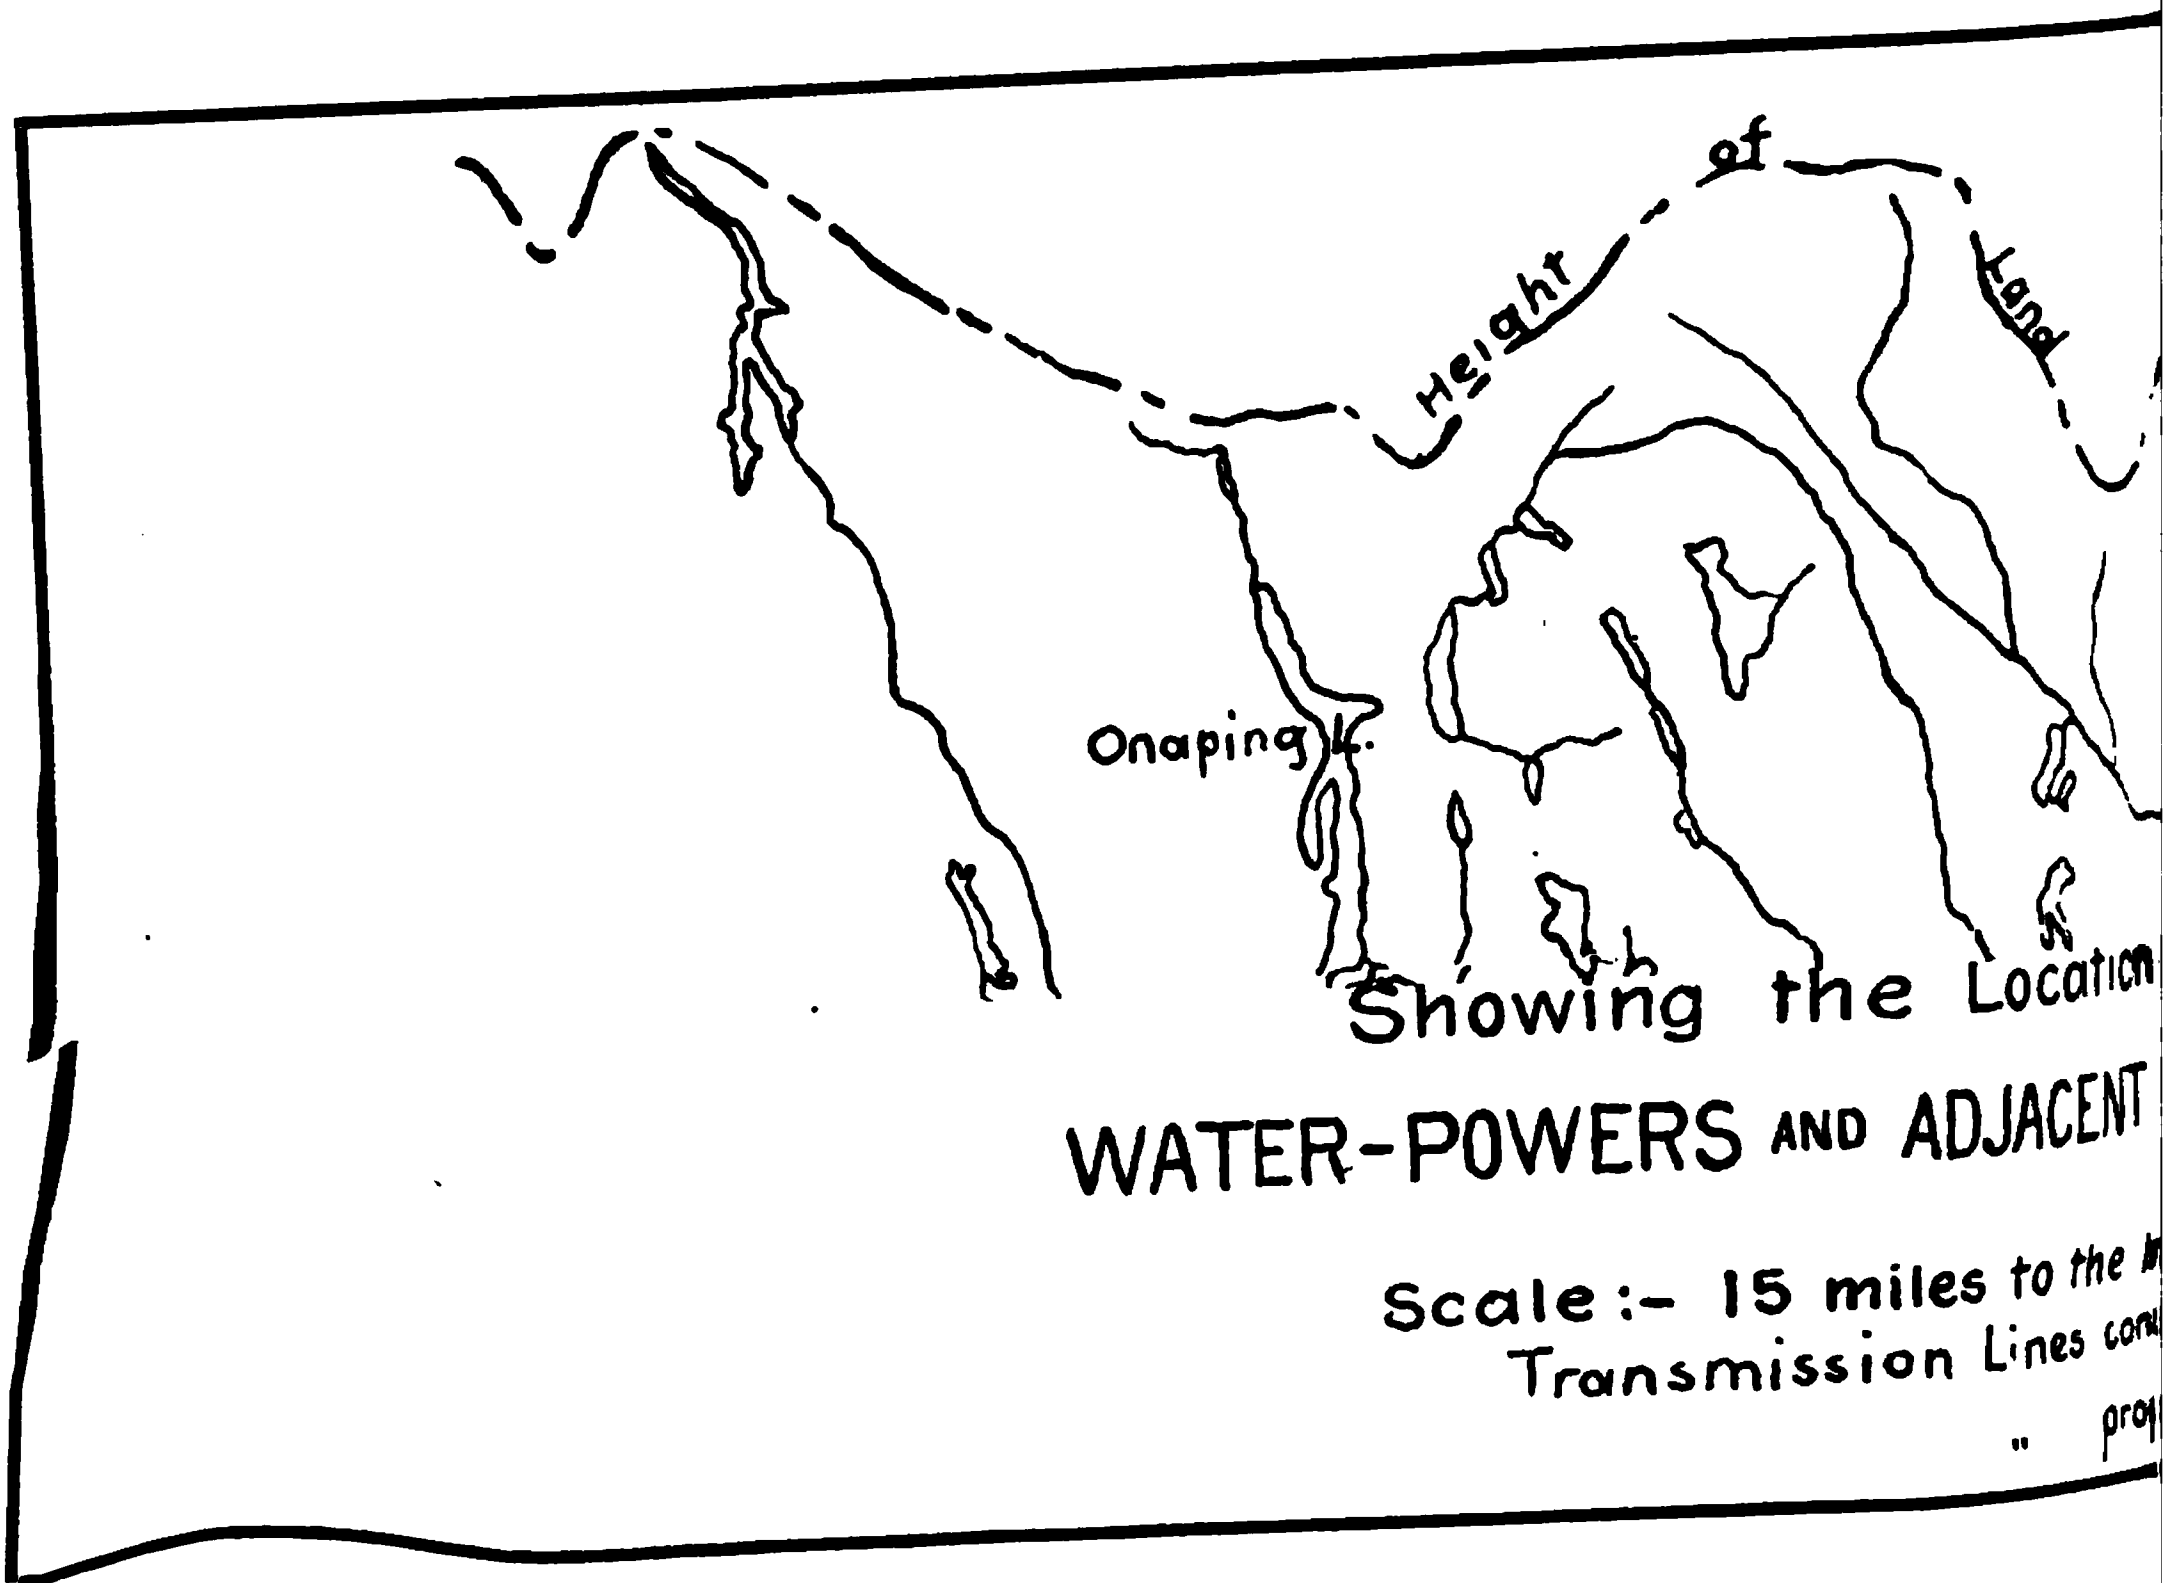 Height of Land
Onaping L.
Showing the Location
WATER-POWERS AND ADJACENT
Scale:- 15 miles to the
Transmission Lines
"